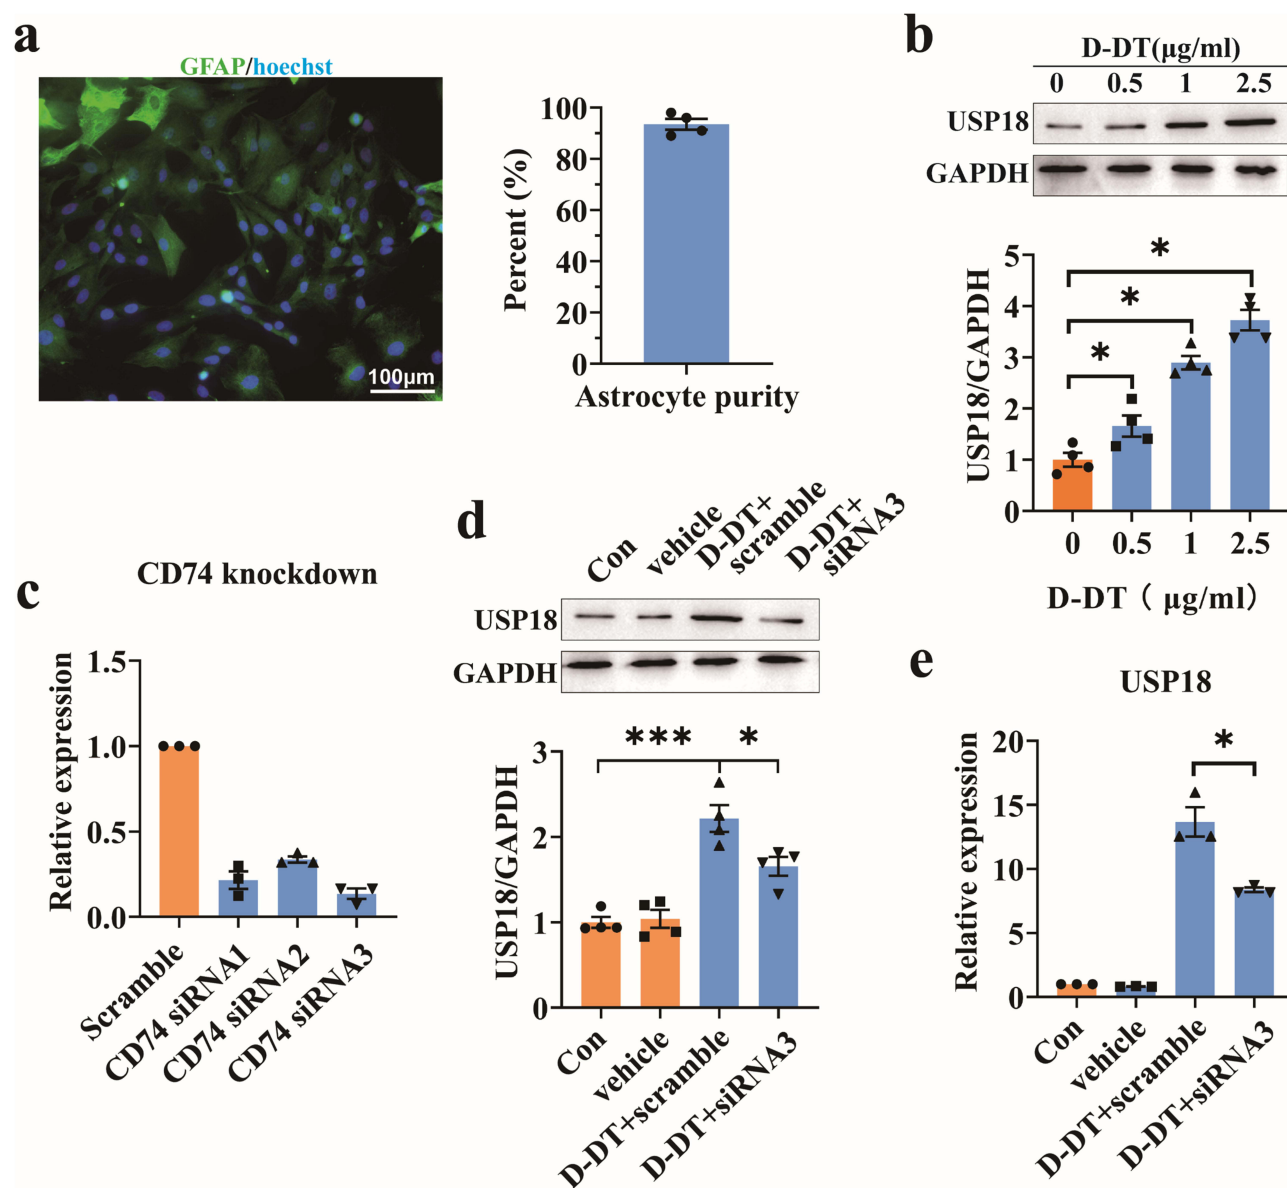 a
GFAP/hoechst
100μm
100
80
60
40
20
0
Percent (%)
Astrocyte purity
b
D-DT(μg/ml)
0 0.5 1 2.5
USP18
GAPDH
USP18/GAPDH
5
4
3
2
1
0
* * *
0 0.5 1 2.5
D-DT ( μg/ml)
c
CD74 knockdown
Relative expression
1.5
1.0
0.5
0.0
Scramble
CD74 siRNA1
CD74 siRNA2
CD74 siRNA3
d
Con
vehicle
D-DT+
scramble
D-DT+
siRNA3
USP18
GAPDH
USP18/GAPDH
3
2
1
0
*** *
Con
vehicle
D-DT+scramble
D-DT+siRNA3
e
USP18
Relative expression
20
15
10
5
0
*
Con
vehicle
D-DT+scramble
D-DT+siRNA3